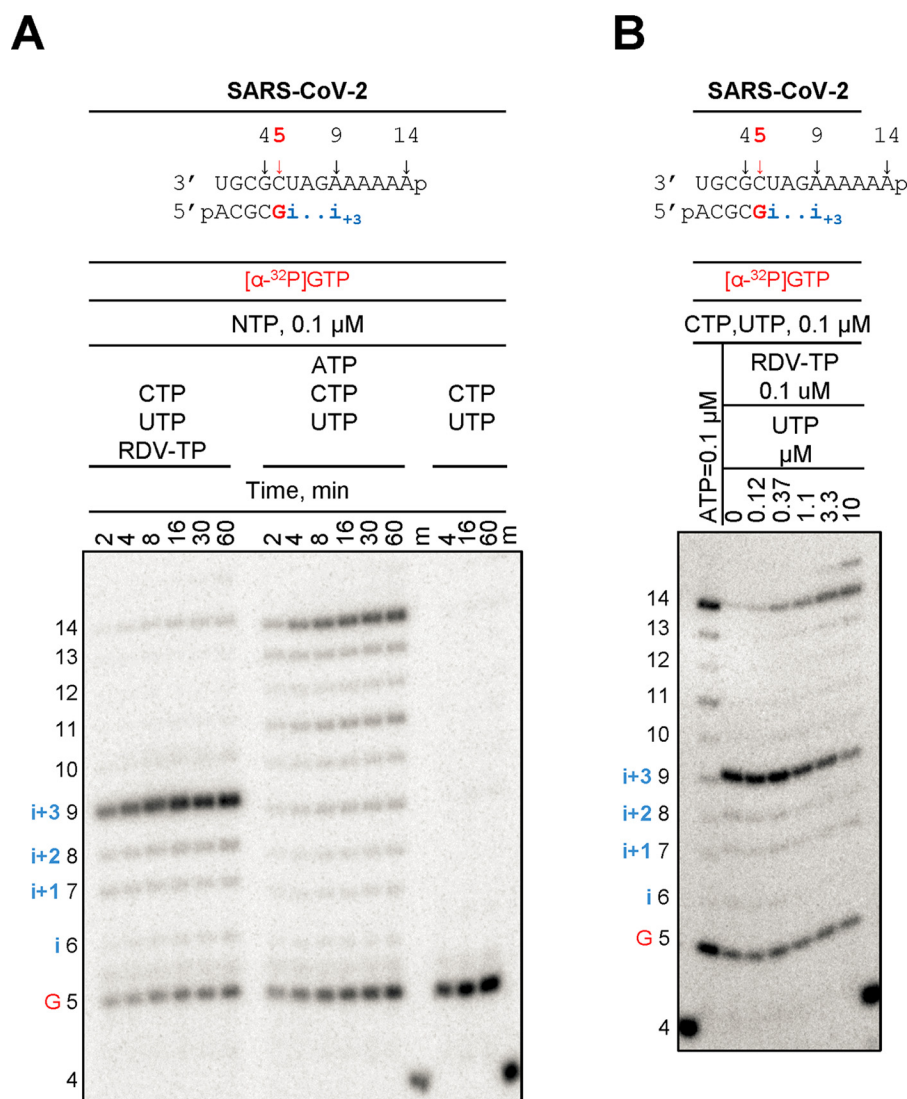 A
SARS-CoV-2
4 5 9 14
3' UGCGCUAGAAAAAAp
5'pACGCGi..i+3
[α-³²P]GTP
NTP, 0.1 µM
CTP
UTP
RDV-TP
ATP
CTP
UTP
CTP
UTP
Time, min
2 4 8 16 30 60 2 4 8 16 30 60 m 4 16 60 m
14
13
12
11
10
i+3 9
i+2 8
i+1 7
i 6
G 5
4
B
SARS-CoV-2
4 5 9 14
3' UGCGCUAGAAAAAAp
5'pACGCGi..i+3
[α-³²P]GTP
CTP,UTP, 0.1 µM
ATP=0.1 µM
RDV-TP
0.1 uM
UTP
µM
0 0.12 0.37 1.1 3.3 10
14
13
12
11
10
i+3 9
i+2 8
i+1 7
i 6
G 5
4